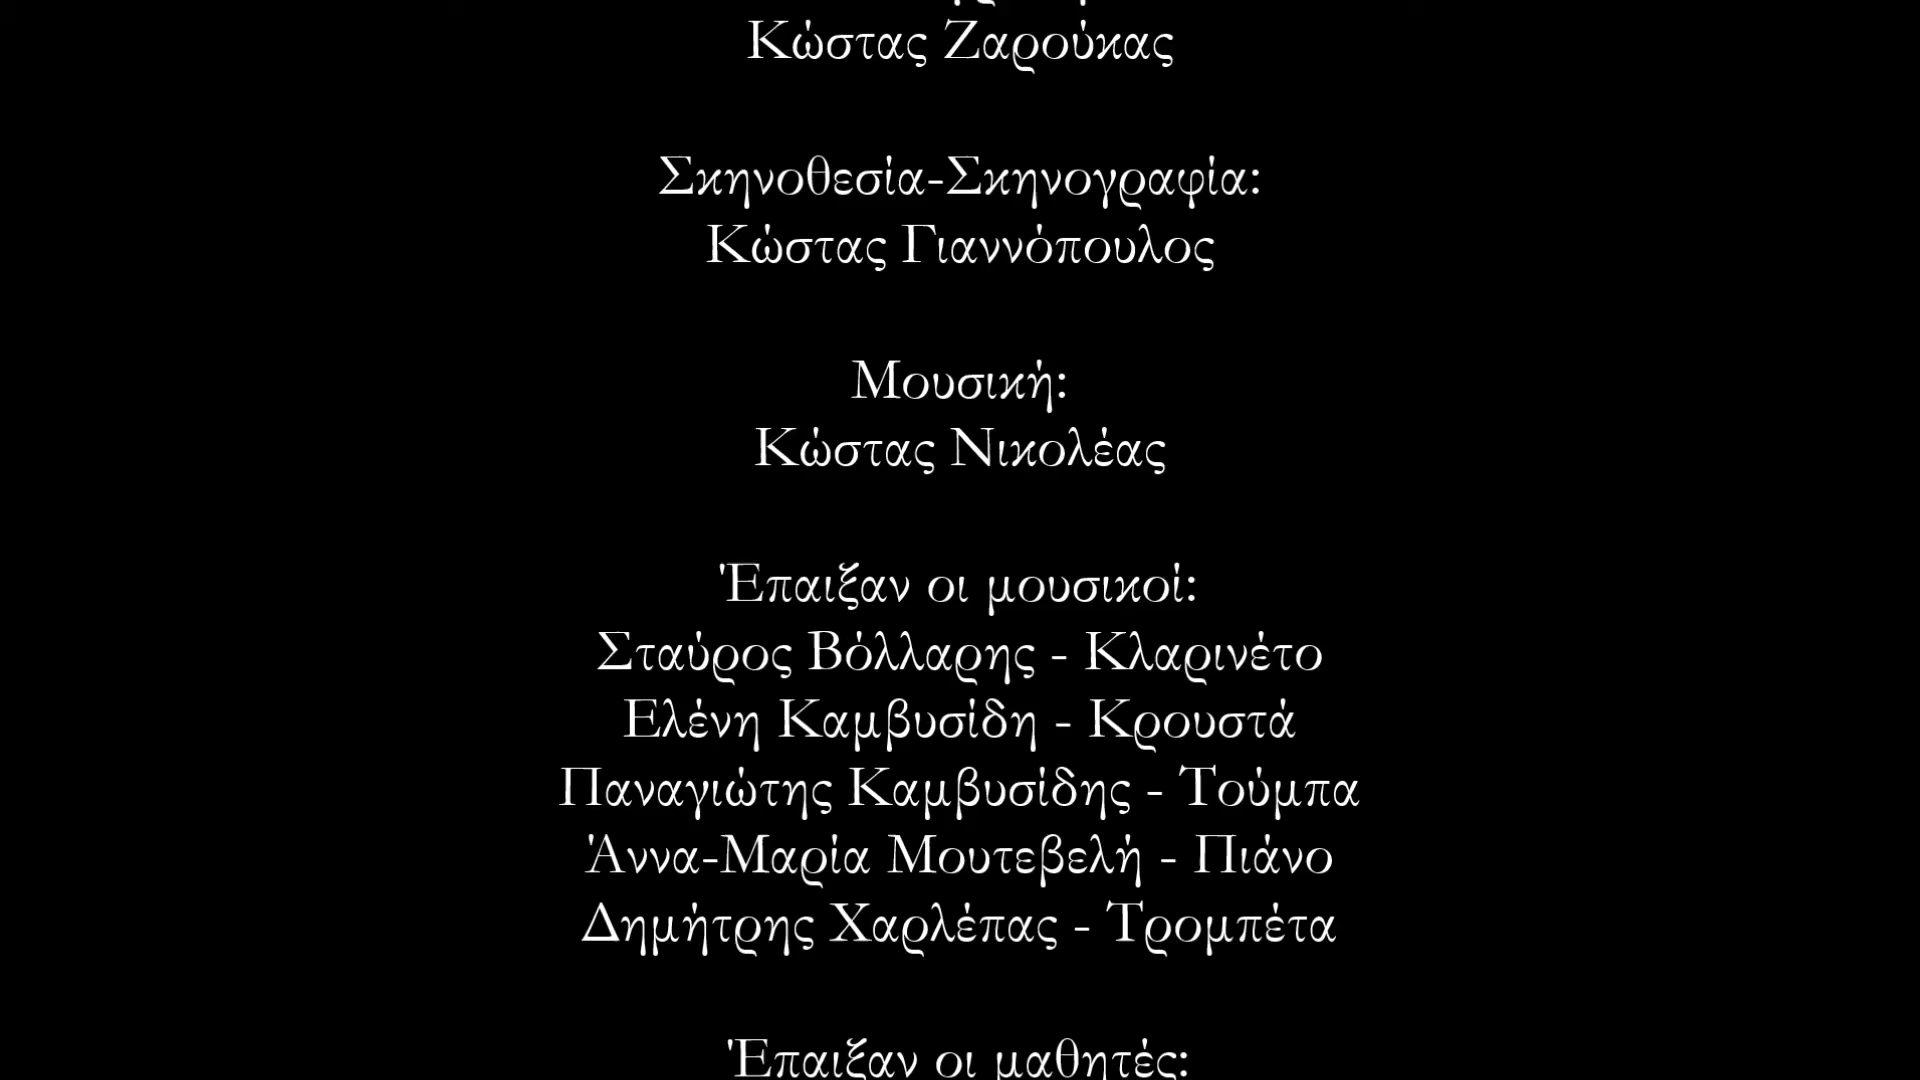 Κώστας Ζαρούκας
Σκηνοθεσία-Σκηνογραφία:
Κώστας Γιαννόπουλος
Μουσική:
Κώστας Νικολέας
Έπαιξαν οι μουσικοί:
Σταύρος Βόλλαρης - Κλαρινέτο
Ελένη Καμβυσίδη - Κρουστά
Παναγιώτης Καμβυσίδης - Τούμπα
Άννα-Μαρία Μουτεβελή - Πιάνο
Δημήτρης Χαρλέπας - Τρομπέτα
Έπαιξαν οι μαθητές: